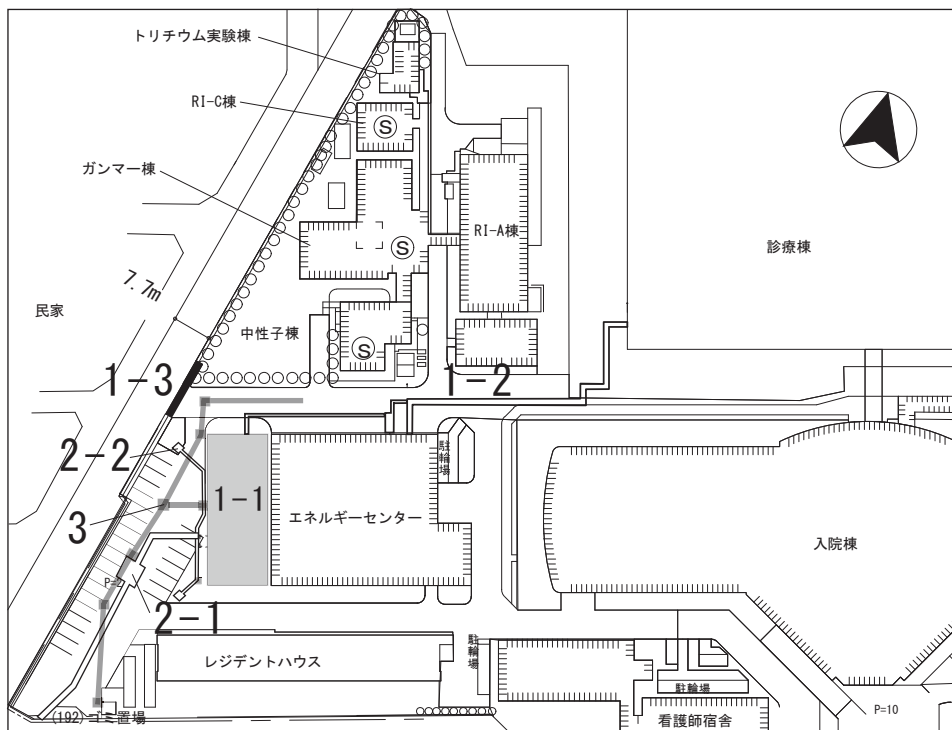 トリチウム実験棟
RI-C棟
S
ガンマー棟
RI-A棟
S
診療棟
7.7m
民家
中性子棟
S
1-3
1-2
2-2
駐輪場
1-1
3
エネルギーセンター
入院棟
2-1
レジデントハウス
駐輪場
駐輪場
(192)ゴミ置場
看護師宿舎
P=10